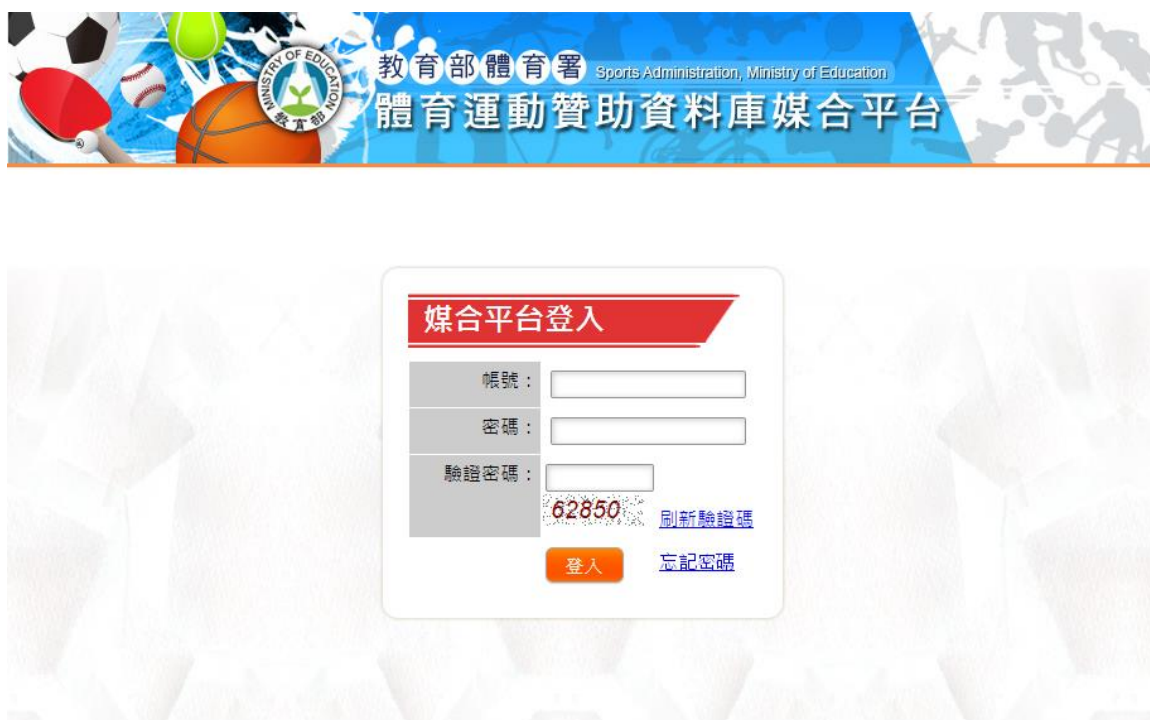 MINISTRY OF EDUCATION
教育部
教育部體育署 Sports Administration, Ministry of Education
體育運動贊助資料庫媒合平台
媒合平台登入
帳號：
密碼：
驗證密碼：
62850 刷新驗證碼
登入 忘記密碼